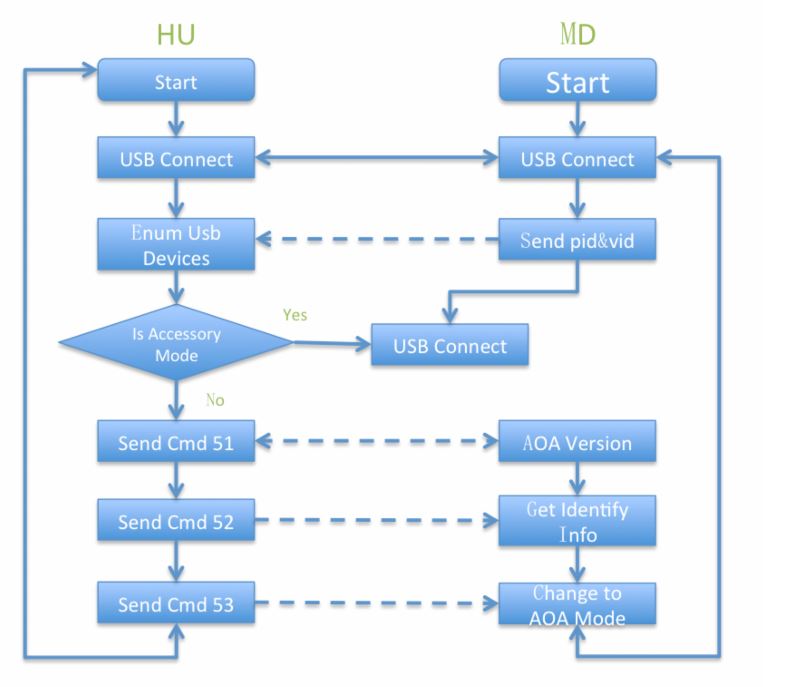 HU
MD
Start
Start
USB Connect
USB Connect
Enum Usb
Devices
Send pid&vid
Is Accessory
Mode
Yes
USB Connect
No
Send Cmd 51
AOA Version
Send Cmd 52
Get Identify
Info
Send Cmd 53
Change to
AOA Mode